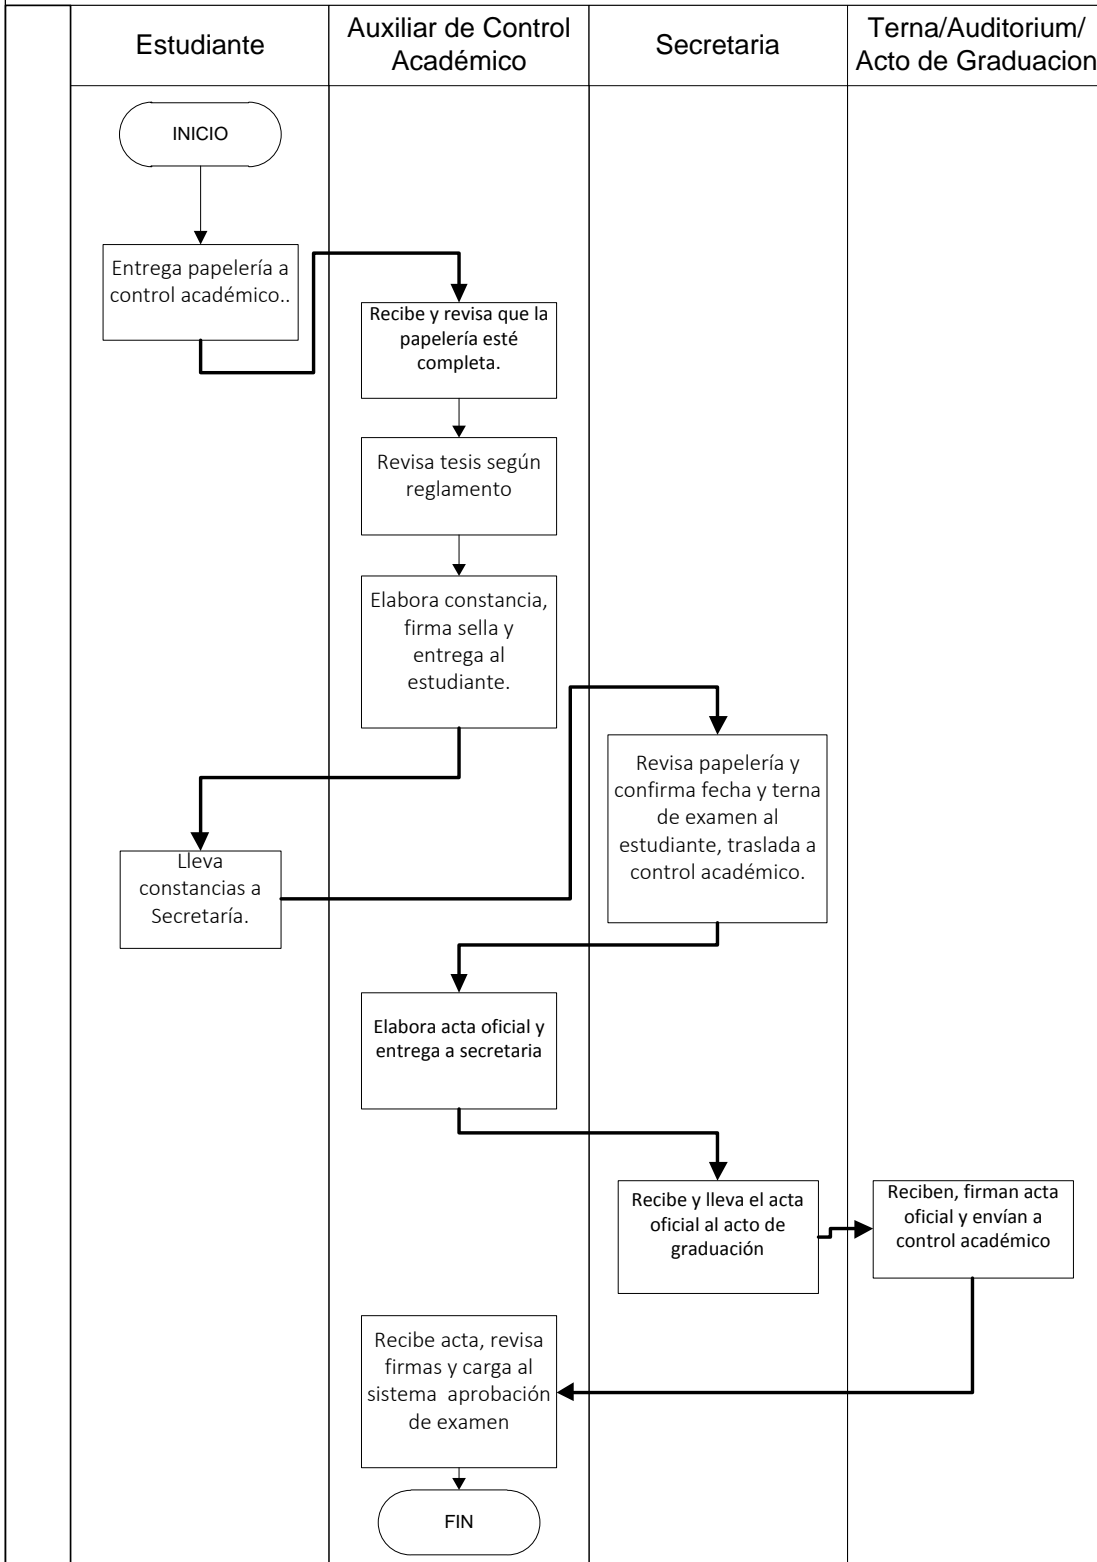 Estudiante
Auxiliar de Control
Académico
Secretaria
Terna/Auditorium/
Acto de Graduacion
INICIO
Entrega papelería a
control académico..
Recibe y revisa que la
papelería esté
completa.
Revisa tesis según
reglamento
Elabora constancia,
firma sella y
entrega al
estudiante.
Lleva
constancias a
Secretaría.
Revisa papelería y
confirma fecha y terna
de examen al
estudiante, traslada a
control académico.
Elabora acta oficial y
entrega a secretaria
Recibe y lleva el acta
oficial al acto de
graduación
Reciben, firman acta
oficial y envían a
control académico
Recibe acta, revisa
firmas y carga al
sistema  aprobación
de examen
FIN